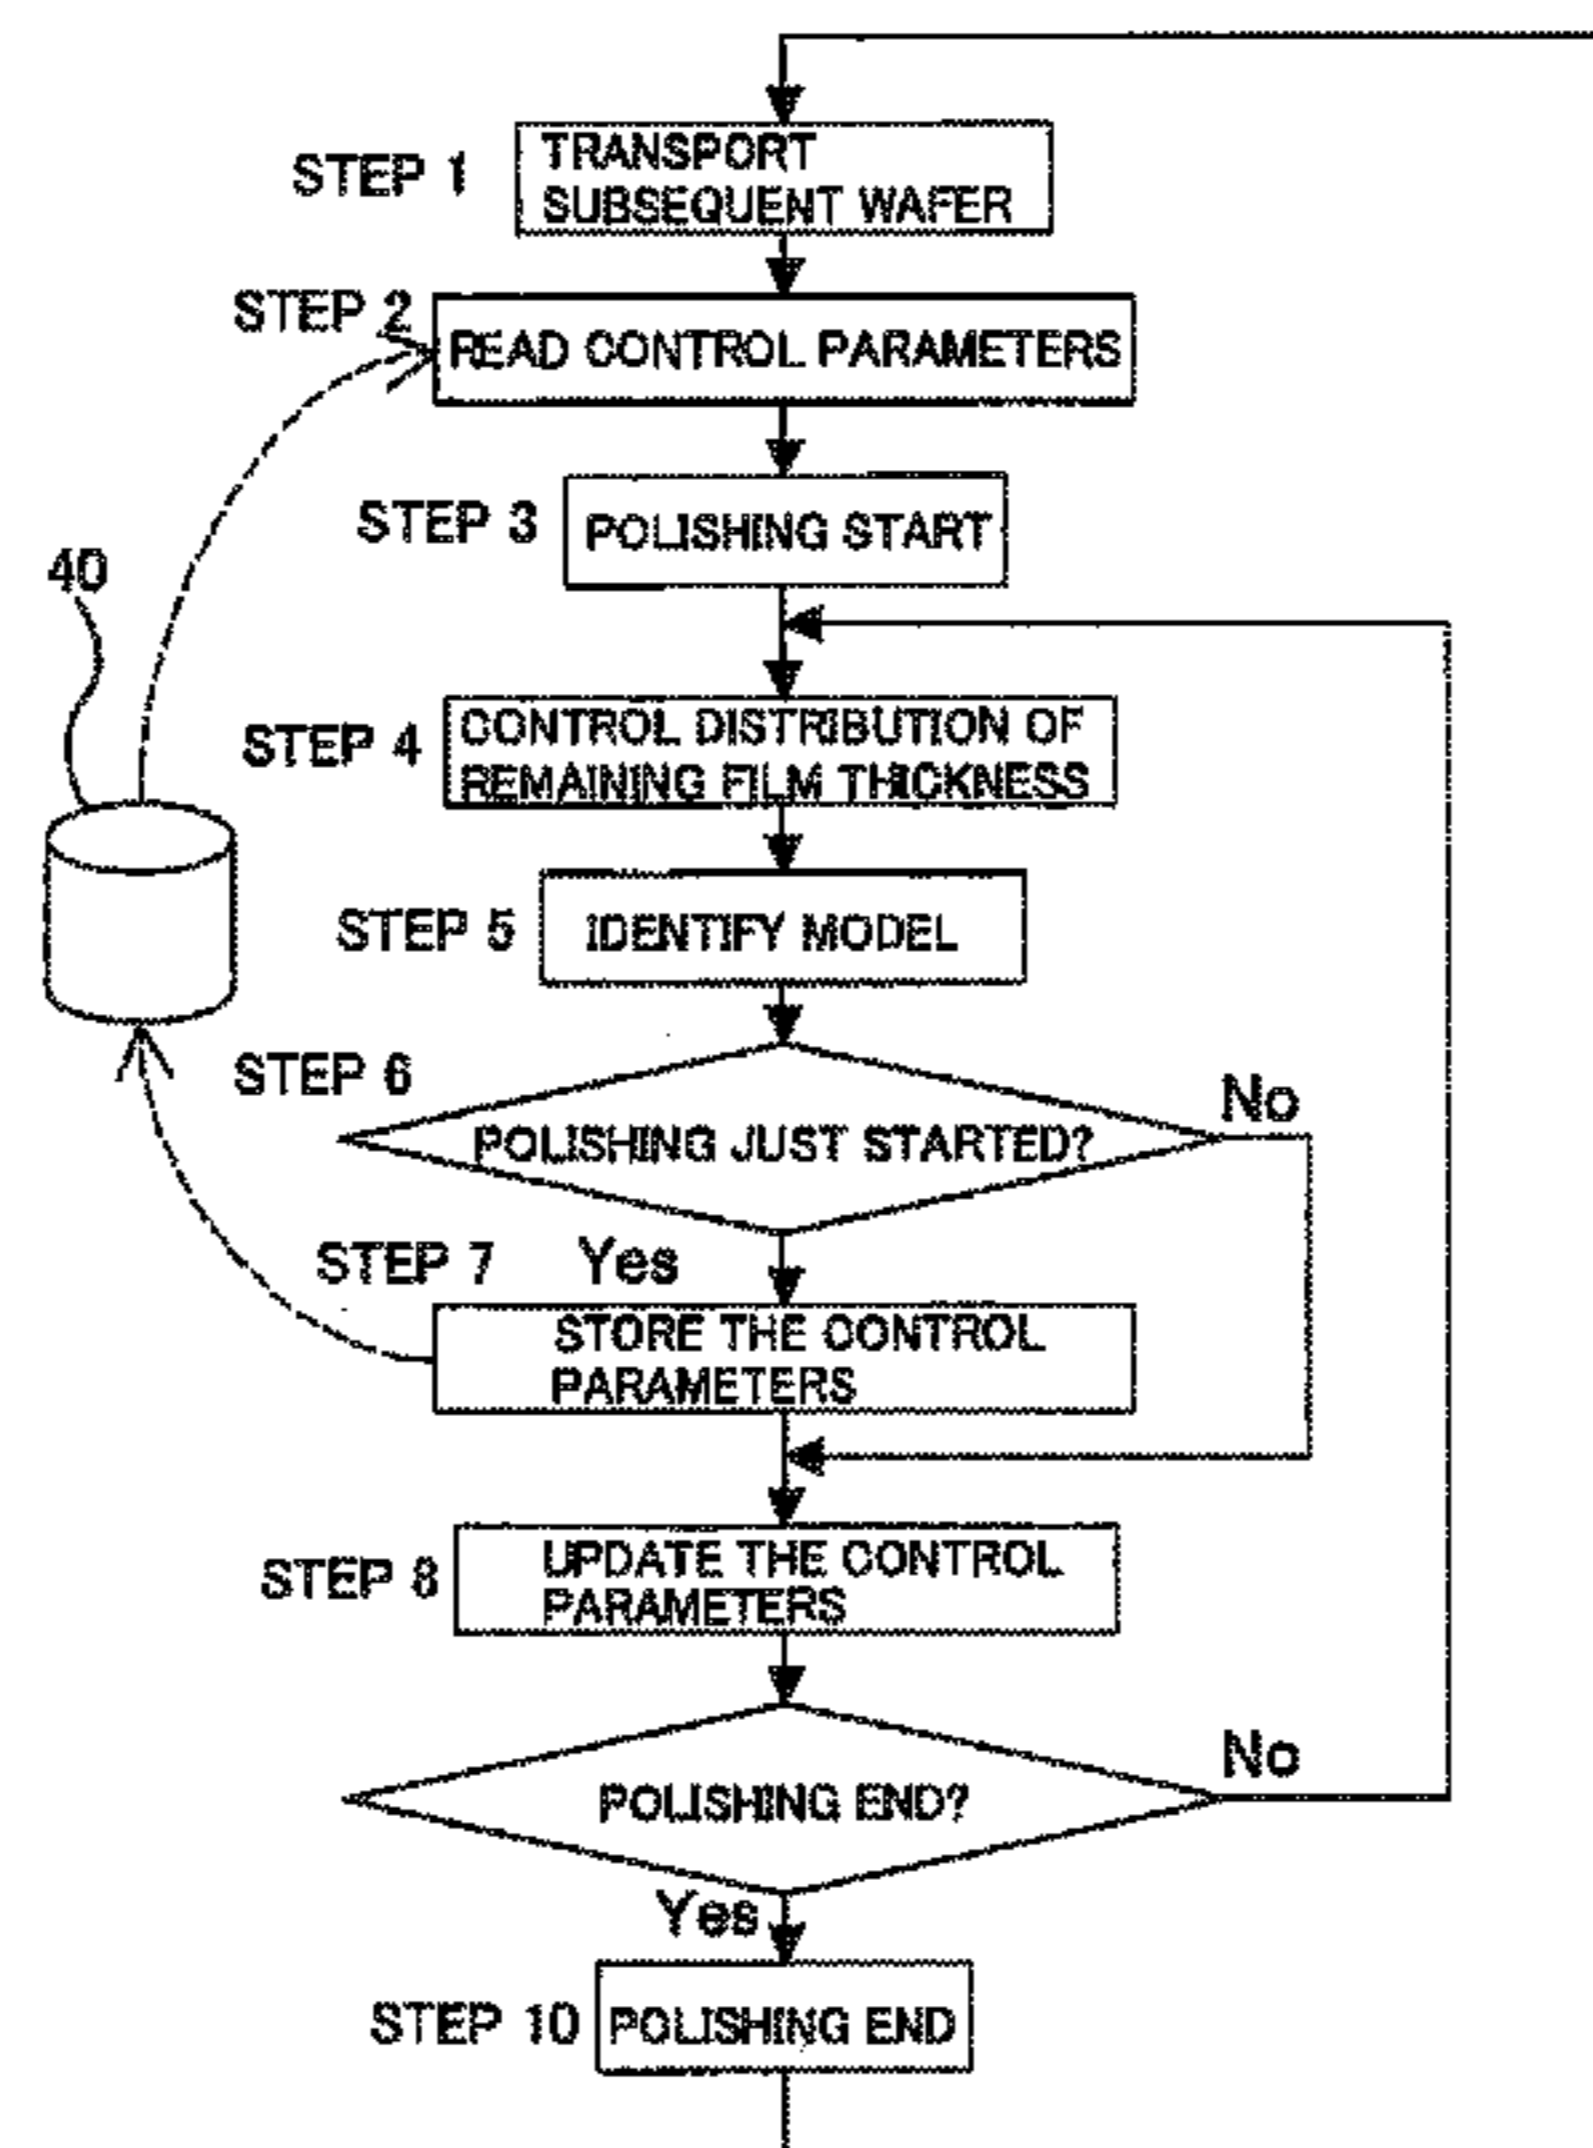 STEP 1
TRANSPORT
SUBSEQUENT WAFER
STEP 2
READ CONTROL PARAMETERS
STEP 3
POLISHING START
40
STEP 4
CONTROL DISTRIBUTION OF
REMAINING FILM THICKNESS
STEP 5
IDENTIFY MODEL
STEP 6
POLISHING JUST STARTED?
No
STEP 7
Yes
STORE THE CONTROL
PARAMETERS
STEP 8
UPDATE THE CONTROL
PARAMETERS
POLISHING END?
No
Yes
STEP 10
POLISHING END